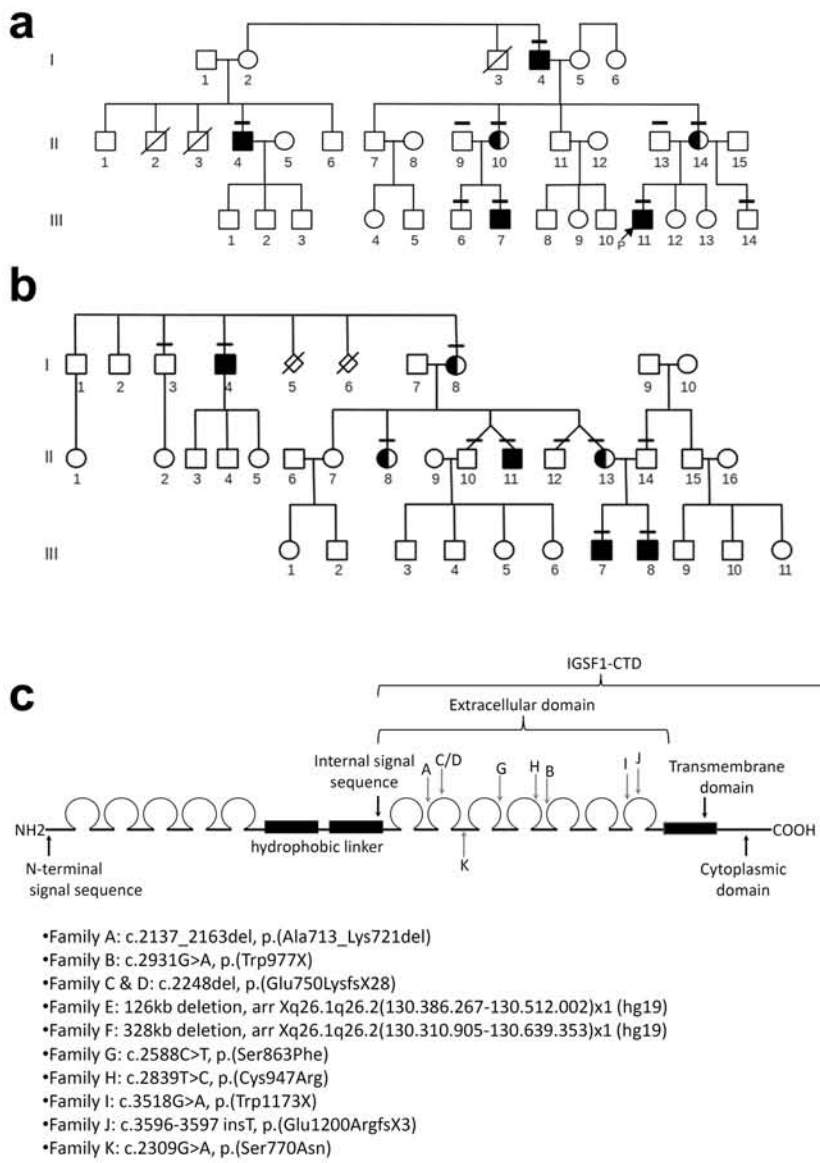 a
I
1 2 3 4 5 6
II
1 2 3 4 5 6 7 8 9 10 11 12 13 14 15
III
1 2 3 4 5 6 7 8 9 10 P 11 12 13 14
b
I
1 2 3 4 5 6 7 8 9 10
II
1 2 3 4 5 6 7 8 9 10 11 12 13 14 15 16
III
1 2 3 4 5 6 7 8 9 10 11
c
IGSF1-CTD
Extracellular domain
Internal signal
sequence
A C/D G H B I J
Transmembrane
domain
NH2
COOH
hydrophobic linker
K
N-terminal
signal sequence
Cytoplasmic
domain
•Family A: c.2137_2163del, p.(Ala713_Lys721del)
•Family B: c.2931G>A, p.(Trp977X)
•Family C & D: c.2248del, p.(Glu750LysfsX28)
•Family E: 126kb deletion, arr Xq26.1q26.2(130.386.267-130.512.002)x1 (hg19)
•Family F: 328kb deletion, arr Xq26.1q26.2(130.310.905-130.639.353)x1 (hg19)
•Family G: c.2588C>T, p.(Ser863Phe)
•Family H: c.2839T>C, p.(Cys947Arg)
•Family I: c.3518G>A, p.(Trp1173X)
•Family J: c.3596-3597 insT, p.(Glu1200ArgfsX3)
•Family K: c.2309G>A, p.(Ser770Asn)